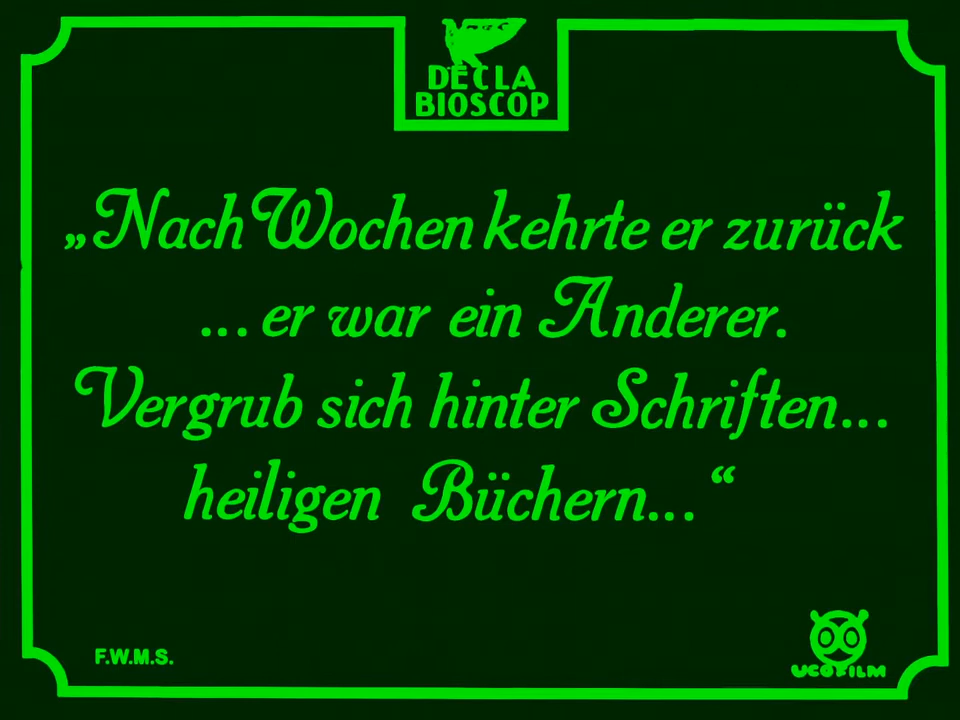 DECLA
BIOSCOP
„Nach Wochen kehrte er zurück
...er war ein Anderer.
Vergrub sich hinter Schriften...
heiligen Büchern...“
F.W.M.S.
UCOFILM